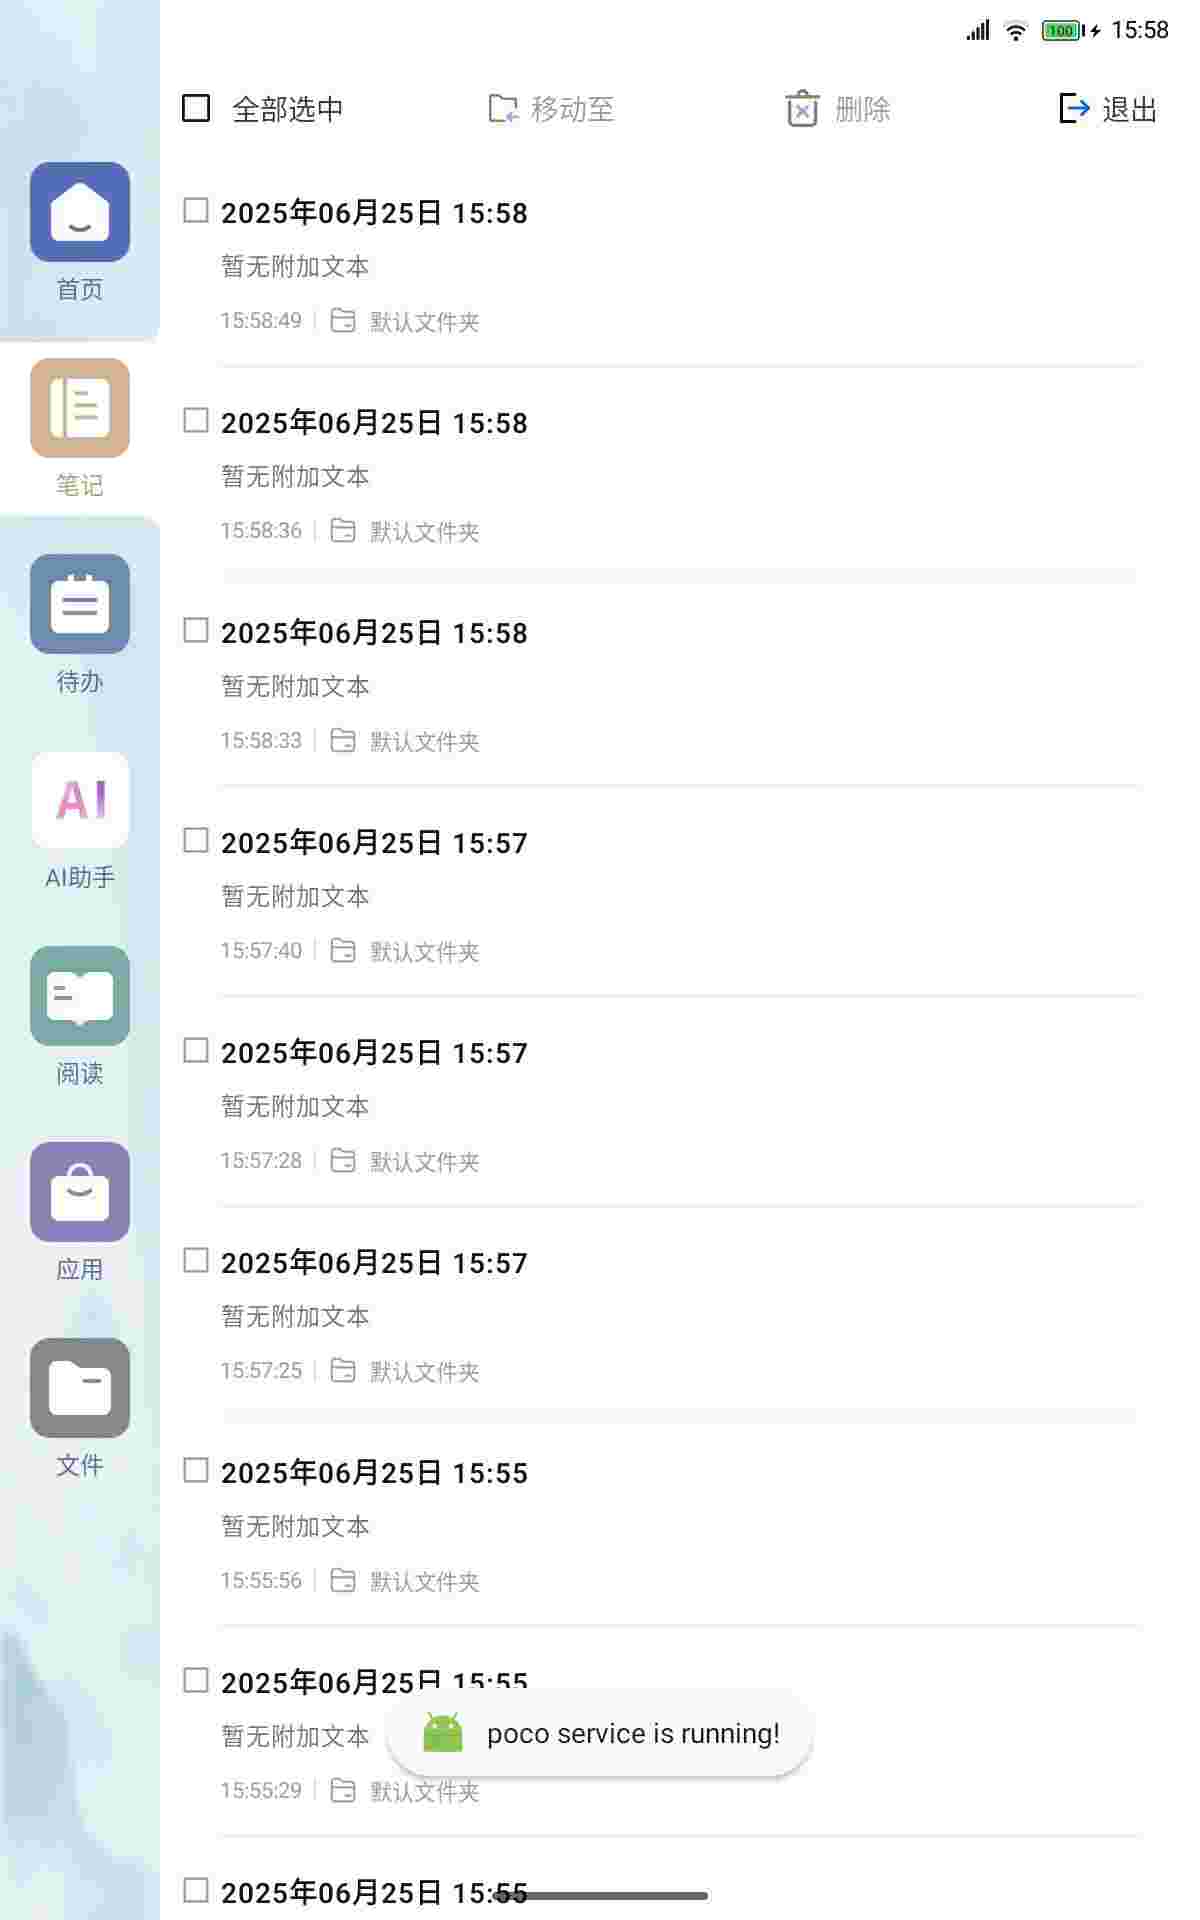 100 15:58
全部选中 移动至 删除 退出
首页
笔记
待办
AI
AI助手
阅读
应用
文件
2025年06月25日 15:58
暂无附加文本
15:58:49 默认文件夹
2025年06月25日 15:58
暂无附加文本
15:58:36 默认文件夹
2025年06月25日 15:58
暂无附加文本
15:58:33 默认文件夹
2025年06月25日 15:57
暂无附加文本
15:57:40 默认文件夹
2025年06月25日 15:57
暂无附加文本
15:57:28 默认文件夹
2025年06月25日 15:57
暂无附加文本
15:57:25 默认文件夹
2025年06月25日 15:55
暂无附加文本
15:55:56 默认文件夹
2025年06月25日 15:55
暂无附加文本
poco service is running!
15:55:29 默认文件夹
2025年06月25日 15:55